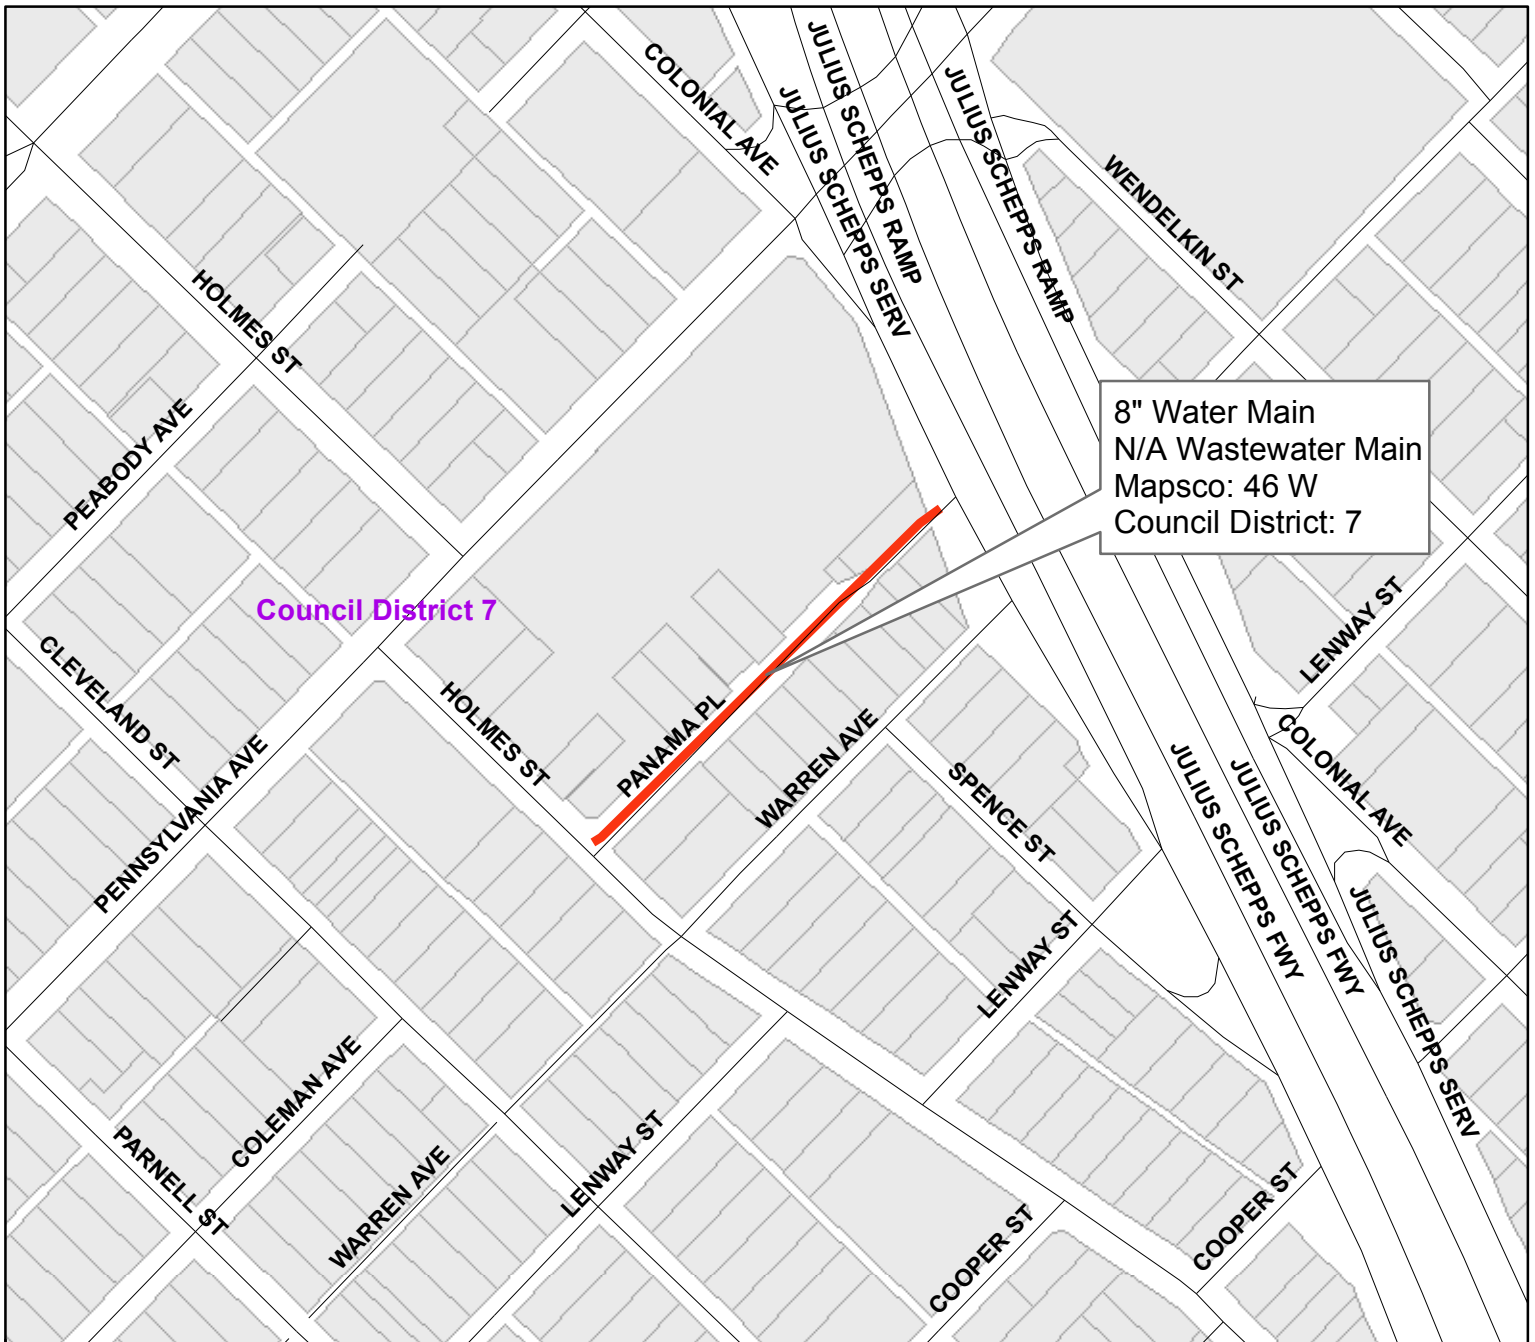 COLONIAL AVE
JULIUS SCHEPPS RAMP
JULIUS SCHEPPS SERV
JULIUS SCHEPPS RAMP
WENDELKIN ST
HOLMES ST
PEABODY AVE
8" Water Main
N/A Wastewater Main
Mapsco: 46 W
Council District: 7
Council District 7
CLEVELAND ST
HOLMES ST
PANAMA PL
WARREN AVE
LENWAY ST
PENNSYLVANIA AVE
SPENCE ST
COLONIAL AVE
JULIUS SCHEPPS FWY
JULIUS SCHEPPS FWY
JULIUS SCHEPPS SERV
LENWAY ST
COLEMAN AVE
PARNELL ST
WARREN AVE
LENWAY ST
COOPER ST
COOPER ST